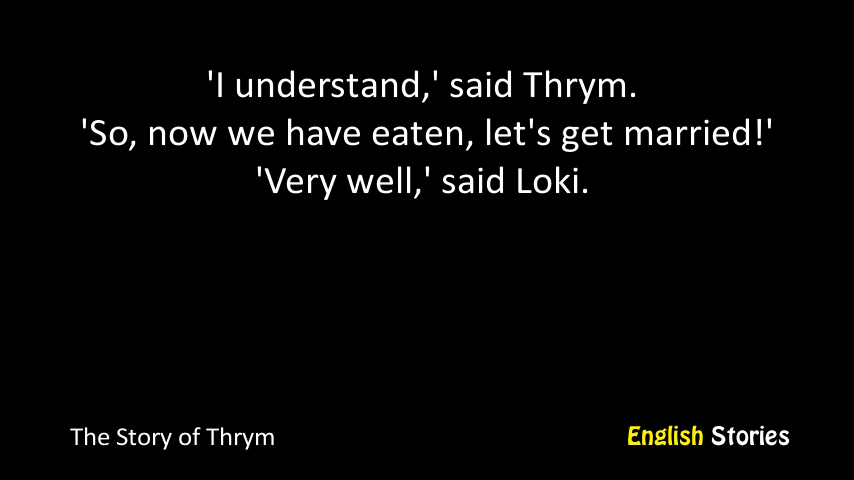 'I understand,' said Thrym.
'So, now we have eaten, let's get married!'
'Very well,' said Loki.
The Story of Thrym
English Stories